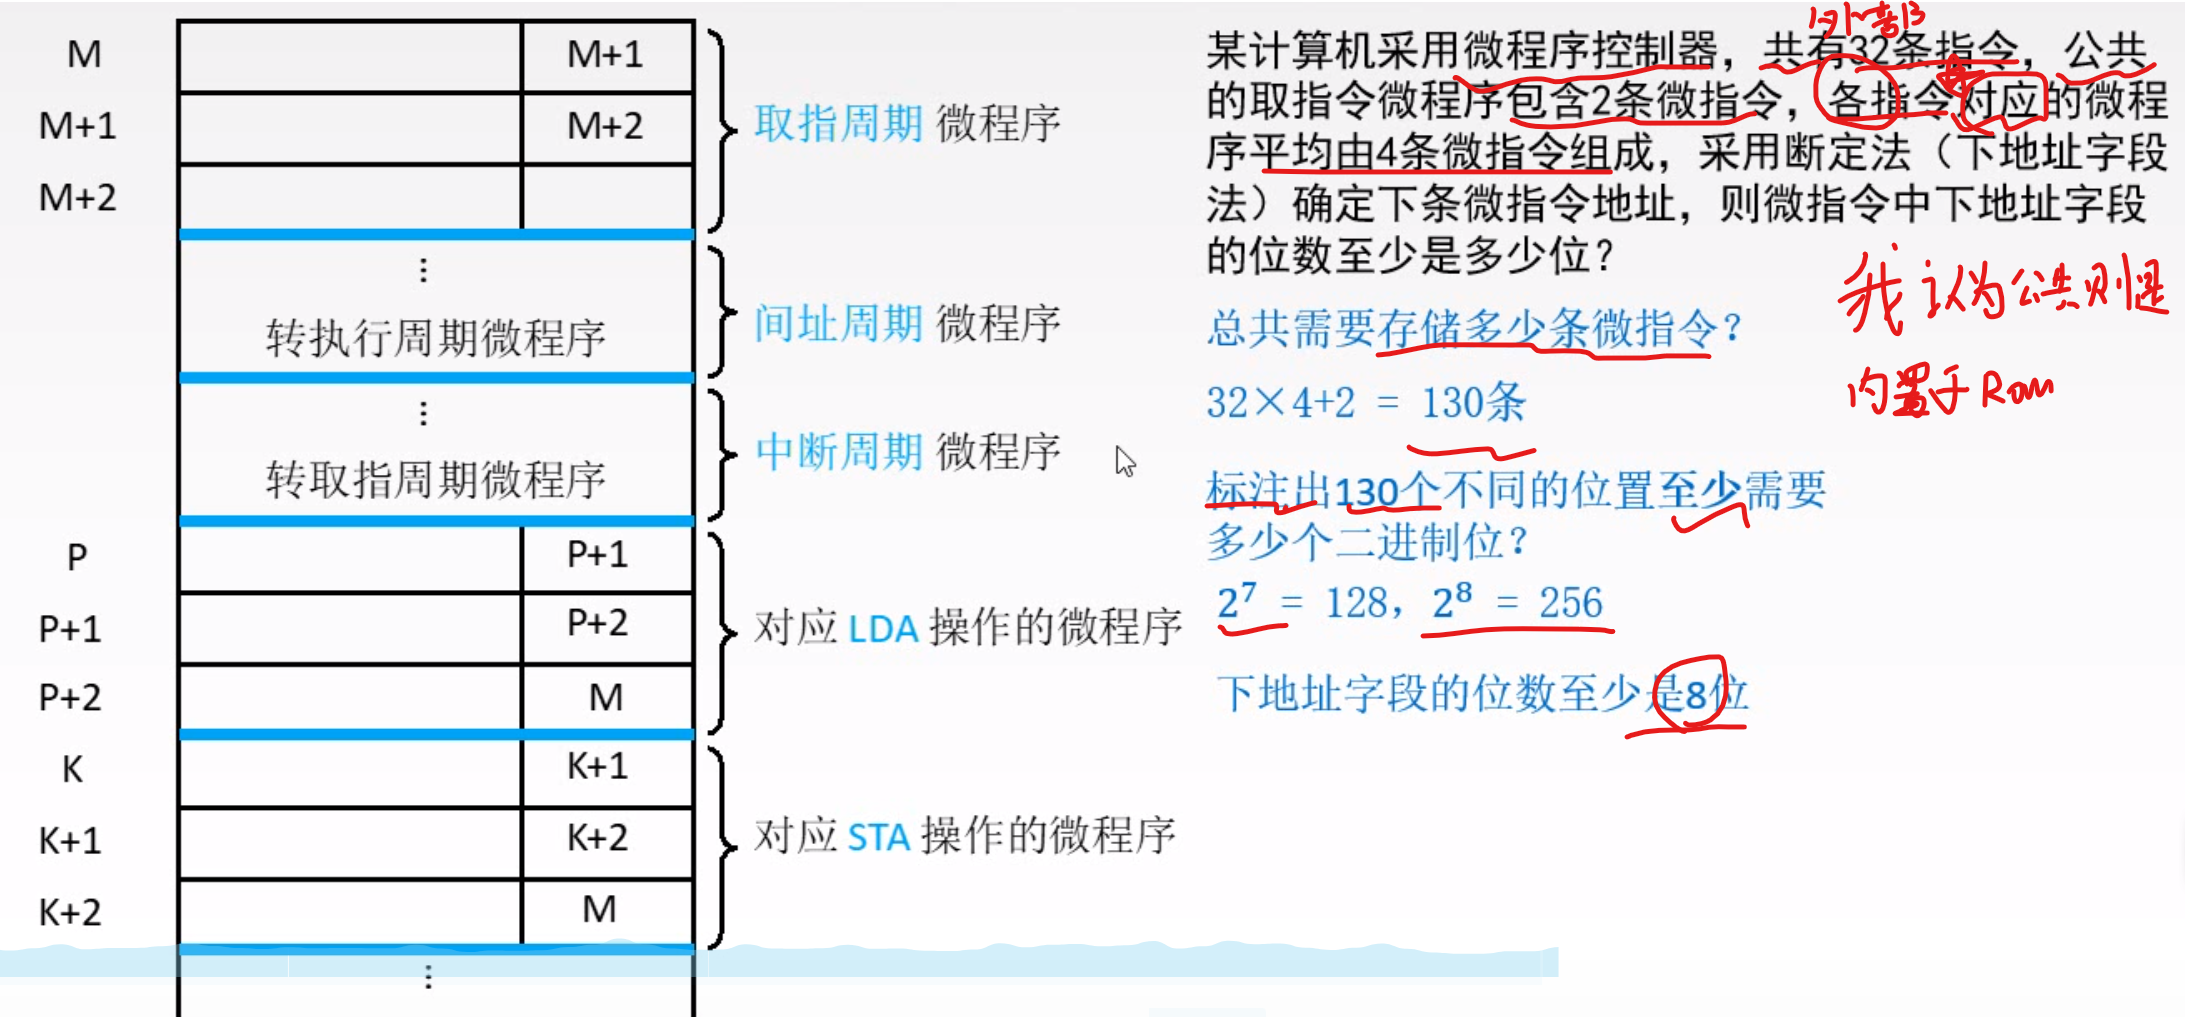 M
M+1
M+1
M+2
取指周期 微程序
M+2
⋮
转执行周期微程序
间址周期 微程序
⋮
转取指周期微程序
中断周期 微程序
P
P+1
P+1
P+2
对应 LDA 操作的微程序
P+2
M
K
K+1
K+1
K+2
对应 STA 操作的微程序
K+2
M
⋮
外部
某计算机采用微程序控制器，共有32条指令，公共
的取指令微程序包含2条微指令，各指令对应的微程
序平均由4条微指令组成，采用断定法（下地址字段
法）确定下条微指令地址，则微指令中下地址字段
的位数至少是多少位？
我认为公共则是
内置于Rom
总共需要存储多少条微指令？
32×4+2 = 130条
标注出130个不同的位置至少需要
多少个二进制位？
2⁷ = 128，2⁸ = 256
下地址字段的位数至少是8位